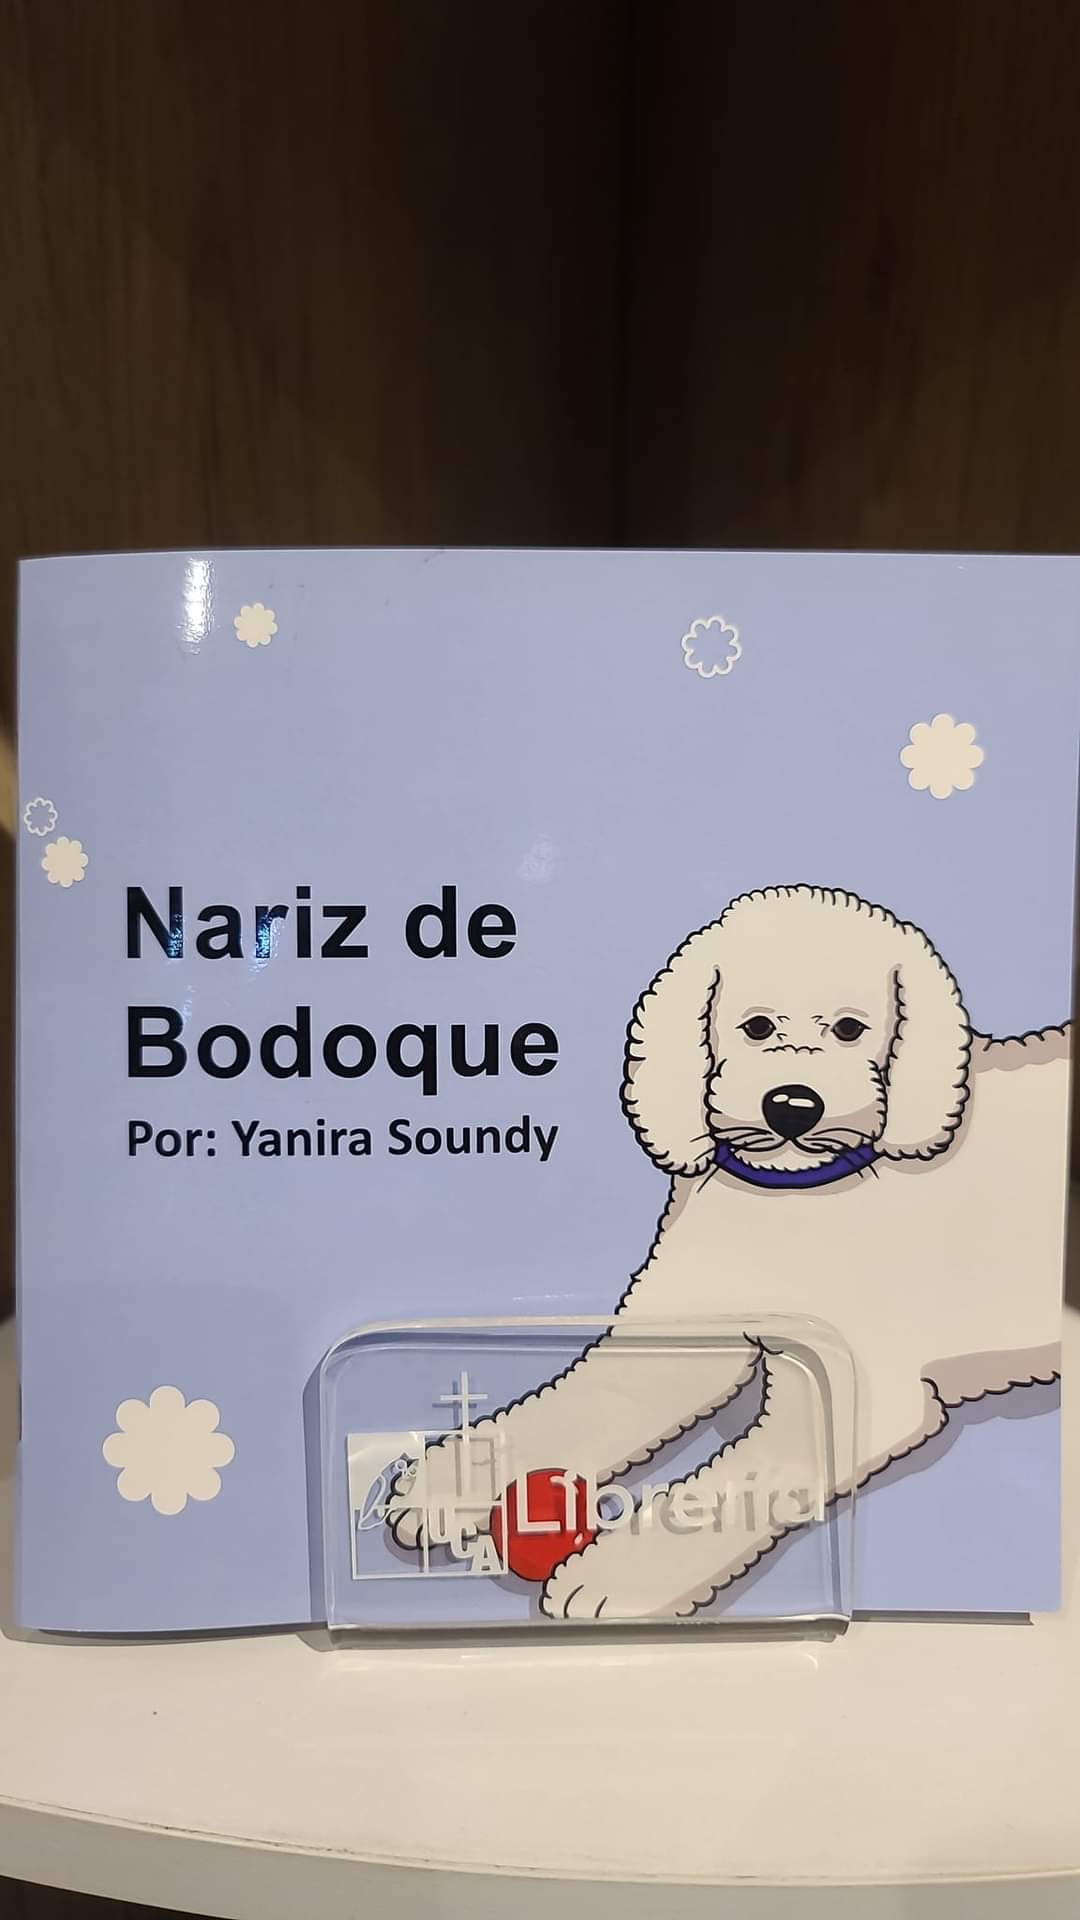 Nariz de
Bodoque
Por: Yanira Soundy
UCA Librería